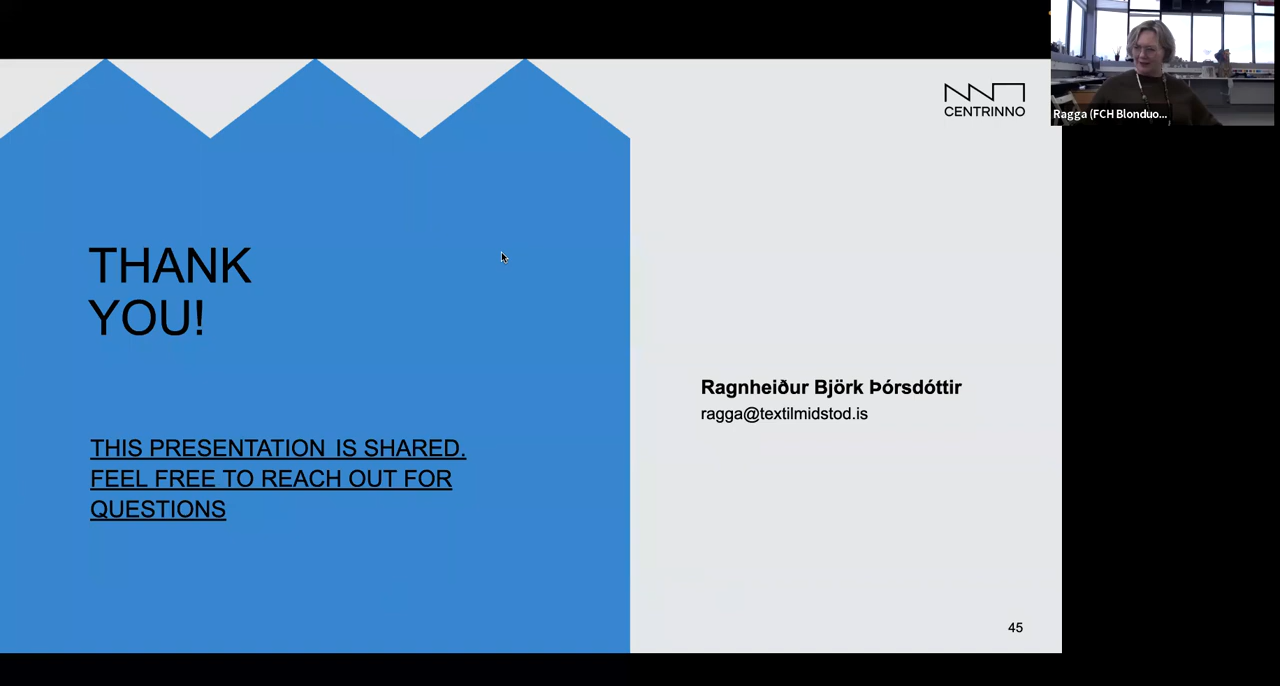 CENTRINNO
Ragga (FCH Blonduo...
THANK
YOU!
Ragnheiður Björk Þórsdóttir
ragga@textilmidstod.is
THIS PRESENTATION IS SHARED.
FEEL FREE TO REACH OUT FOR
QUESTIONS
45